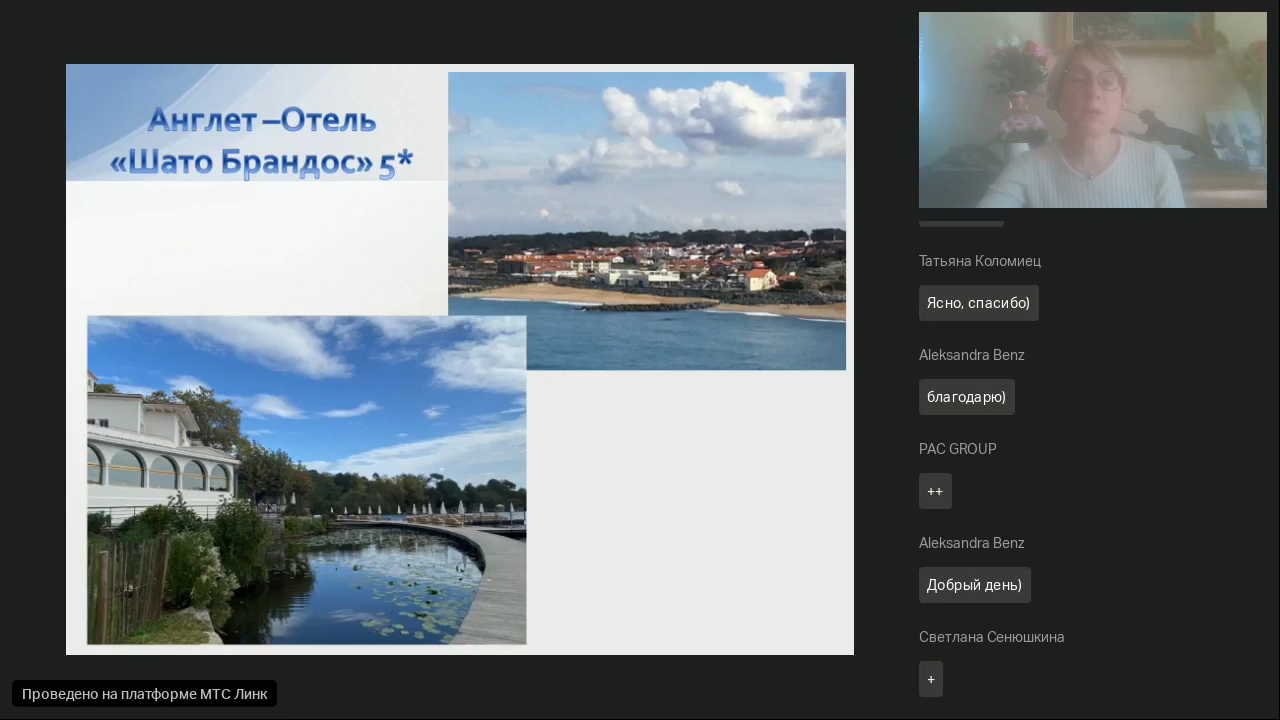 Англет –Отель
«Шато Брандос» 5*
Татьяна Коломиец
Ясно, спасибо)
Aleksandra Benz
благодарю)
PAC GROUP
++
Aleksandra Benz
Добрый день)
Светлана Сенюшкина
+
Проведено на платформе МТС Линк